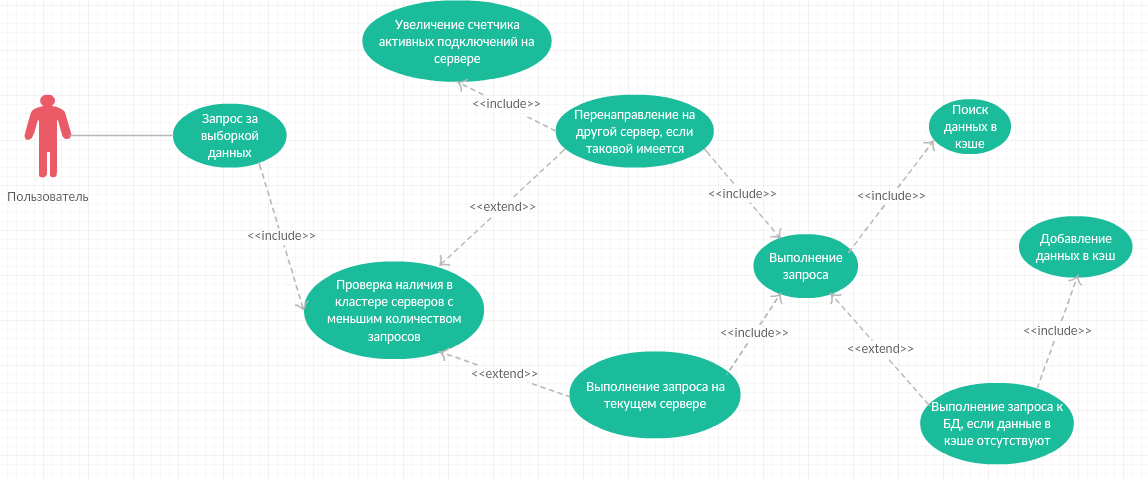 Увеличение счетчика
активных подключений на
сервере
<<include>>
Запрос за
выборкой
данных
Перенаправление на
другой сервер, если
таковой имеется
Поиск
данных в
кэше
Пользователь
<<include>>
<<include>>
<<extend>>
<<include>>
Добавление
данных в кэш
Выполнение
запроса
Проверка наличия в
кластере серверов с
меньшим количеством
запросов
<<include>>
<<include>>
<<extend>>
<<extend>>
Выполнение запроса на
текущем сервере
Выполнение запроса к
БД, если данные в
кэше отсутствуют